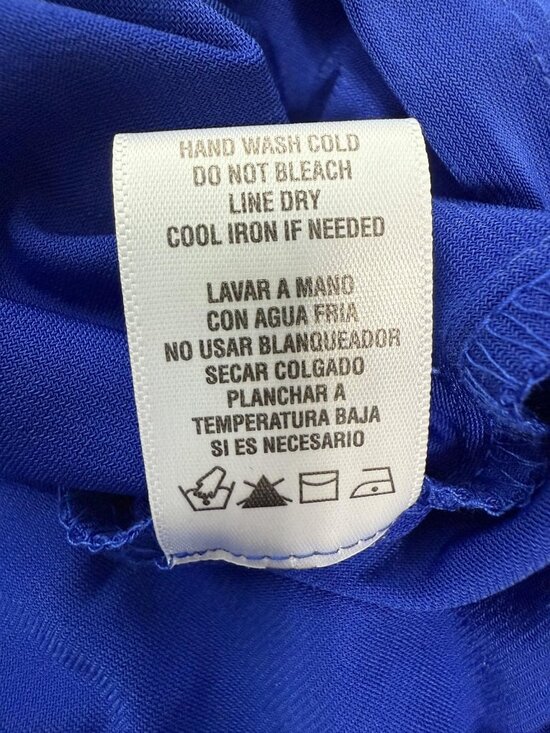 HAND WASH COLD
DO NOT BLEACH
LINE DRY
COOL IRON IF NEEDED
LAVAR A MANO
CON AGUA FRIA
NO USAR BLANQUEADOR
SECAR COLGADO
PLANCHAR A
TEMPERATURA BAJA
SI ES NECESARIO